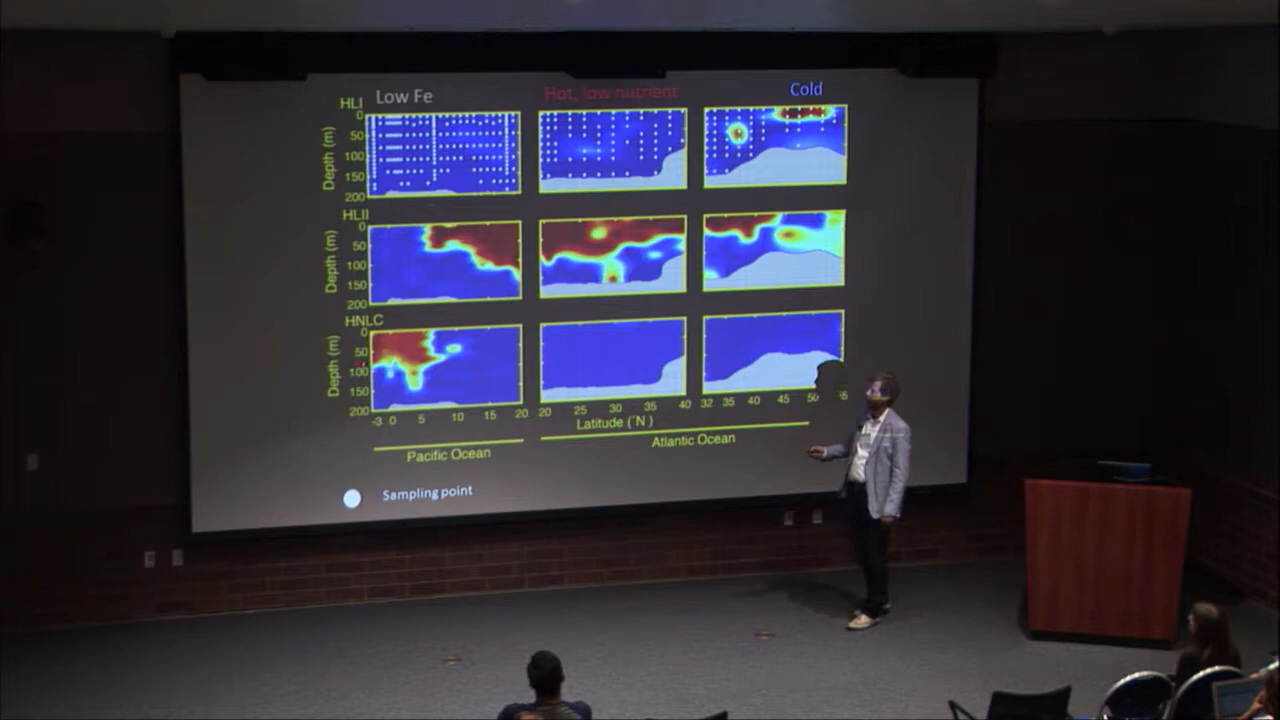 Low Fe
Hot, low nutrient
Cold
HLI
Depth (m)
0
50
100
150
200
HLII
Depth (m)
0
50
100
150
200
HNLC
Depth (m)
0
50
100
150
200
-3 0 5 10 15 20
20 25 30 35 40
32 35 40 45 50 55
Latitude (˚N )
Pacific Ocean
Atlantic Ocean
Sampling point